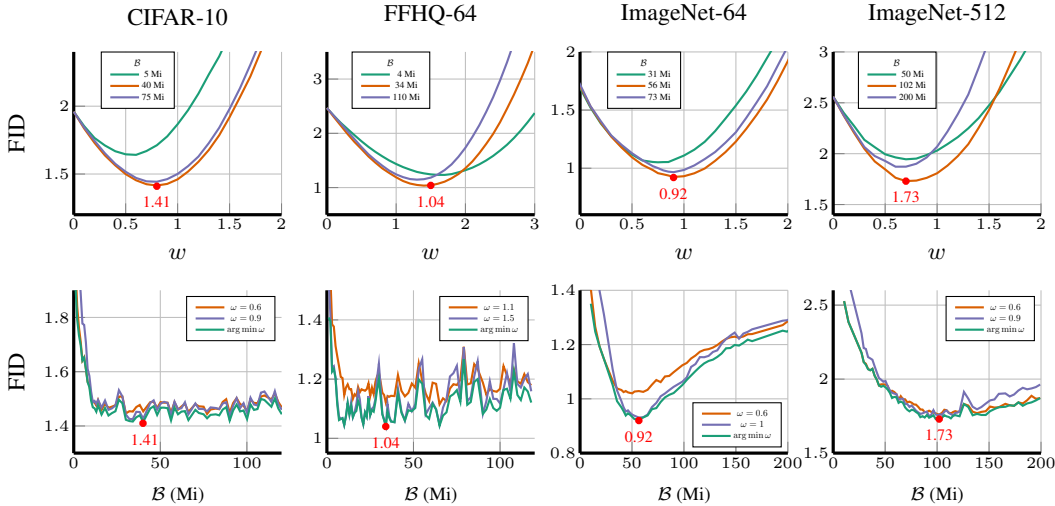 CIFAR-10
FFHQ-64
ImageNet-64
ImageNet-512
FID
2
1.5
0 0.5 1 1.5 2
w
ℬ
5 Mi
40 Mi
75 Mi
1.41
3
2
1
0 1 2 3
w
ℬ
4 Mi
34 Mi
110 Mi
1.04
2
1.5
1
0 0.5 1 1.5 2
w
ℬ
31 Mi
56 Mi
73 Mi
0.92
3
2.5
2
1.5
0 1 2
w
ℬ
50 Mi
102 Mi
200 Mi
1.73
FID
1.8
1.6
1.4
0 50 100
ℬ (Mi)
ω = 0.6
ω = 0.9
arg min ω
1.41
1.4
1.2
1
0 50 100
ℬ (Mi)
ω = 1.1
ω = 1.5
arg min ω
1.04
1.4
1.2
1
0.8
0 50 100 150 200
ℬ (Mi)
ω = 0.6
ω = 1
arg min ω
0.92
2.5
2
1.5
0 50 100 150 200
ℬ (Mi)
ω = 0.6
ω = 0.9
arg min ω
1.73